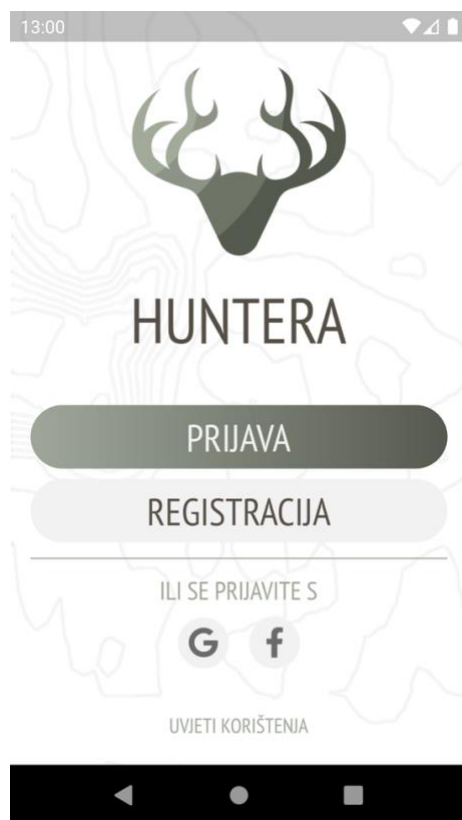 13:00
HUNTERA
PRIJAVA
REGISTRACIJA
ILI SE PRIJAVITE S
G f
UVJETI KORIŠTENJA